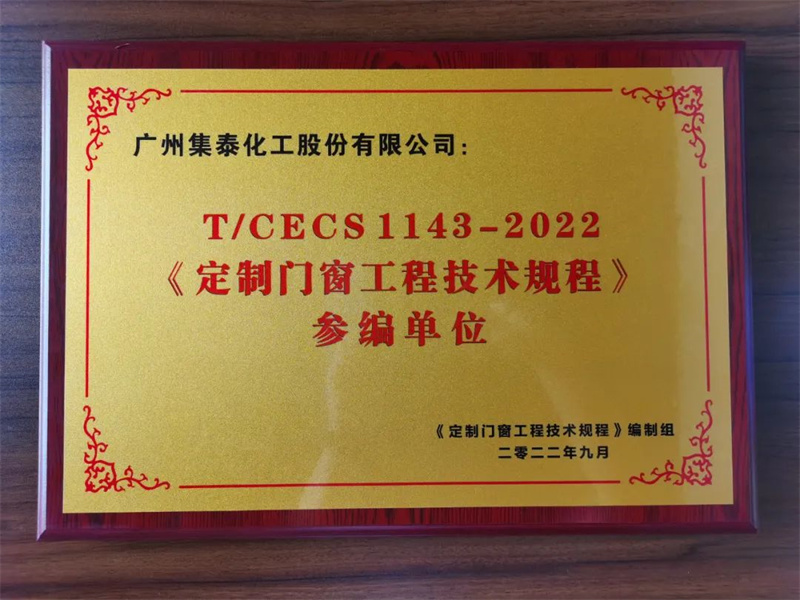 广州集泰化工股份有限公司：
T/CECS 1143-2022
《定制门窗工程技术规程》
参编单位
《定制门窗工程技术规程》编制组
二零二二年九月